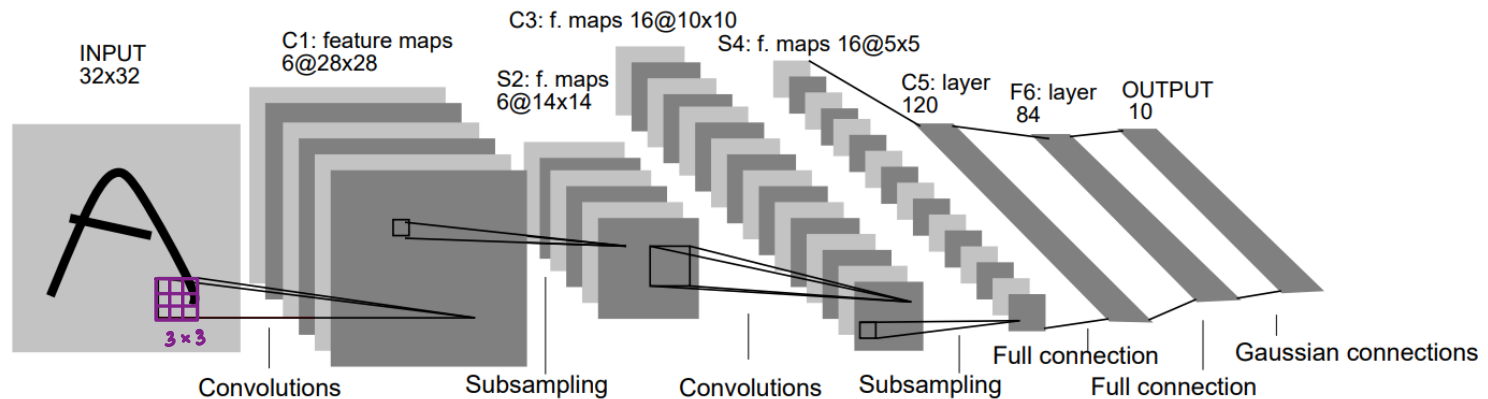 INPUT
32x32
C1: feature maps
6@28x28
S2: f. maps
6@14x14
C3: f. maps 16@10x10
S4: f. maps 16@5x5
C5: layer
120
F6: layer
84
OUTPUT
10
3 × 3
Convolutions
Subsampling
Convolutions
Subsampling
Full connection
Full connection
Gaussian connections